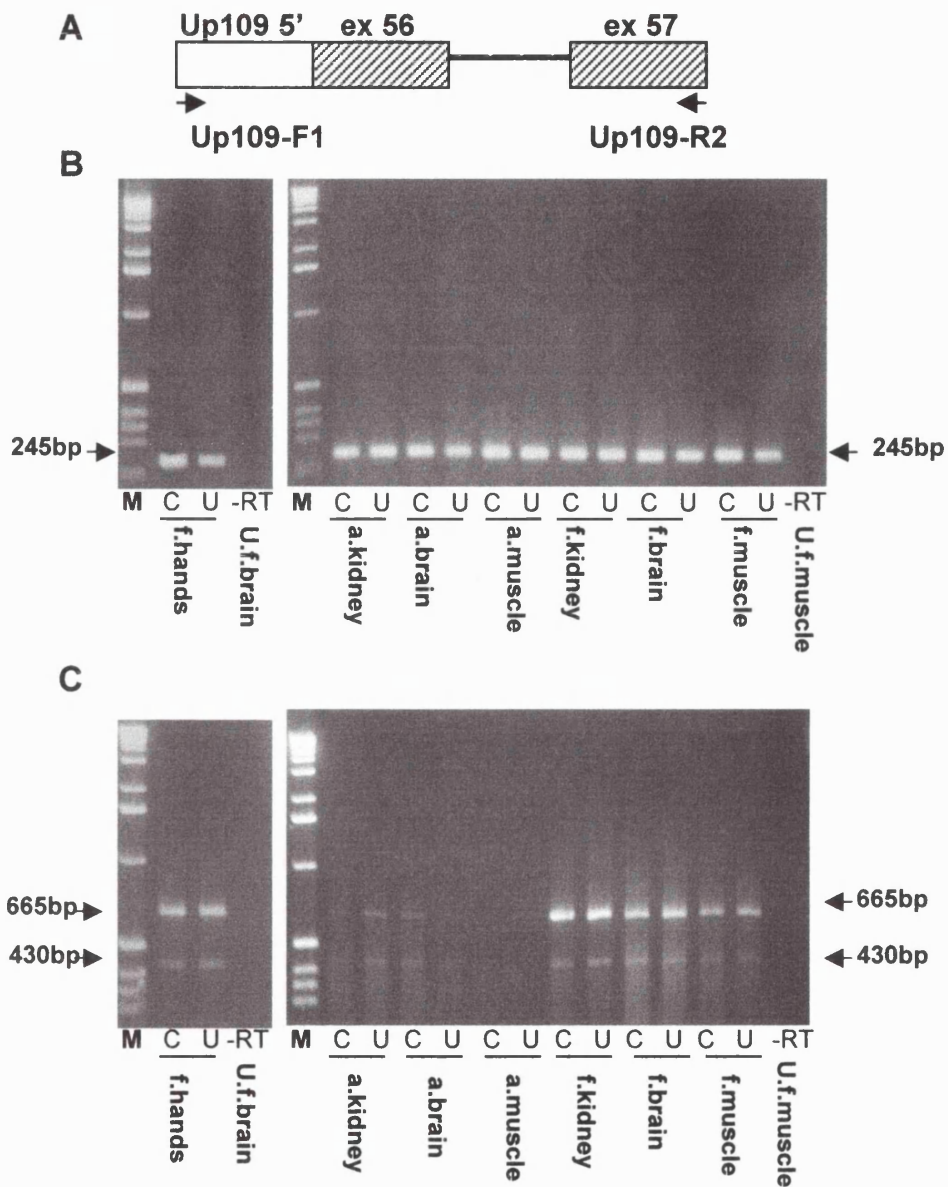 A
Up109 5’ ex 56 ex 57
Up109-F1 Up109-R2
B
245bp 245bp
M C U -RT M C U C U C U C U C U C U -RT
f.hands U.f.brain a.kidney a.brain a.muscle f.kidney f.brain f.muscle U.f.muscle
C
665bp 665bp
430bp 430bp
M C U -RT M C U C U C U C U C U C U -RT
f.hands U.f.brain a.kidney a.brain a.muscle f.kidney f.brain f.muscle U.f.muscle